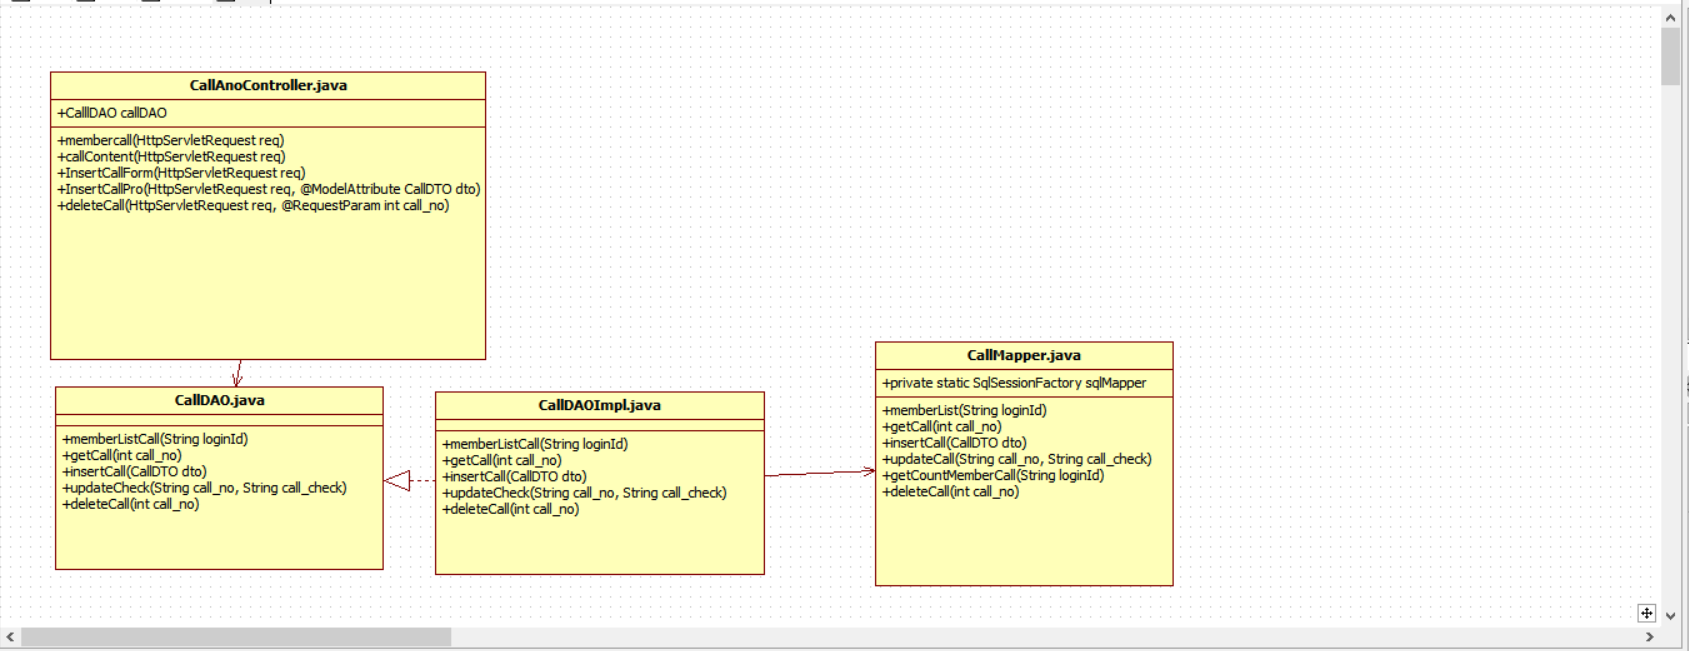 CallAnoController.java
+CalllDAO callDAO
+membercall(HttpServletRequest req)
+callContent(HttpServletRequest req)
+InsertCallForm(HttpServletRequest req)
+InsertCallPro(HttpServletRequest req, @ModelAttribute CallDTO dto)
+deleteCall(HttpServletRequest req, @RequestParam int call_no)
CallDAO.java
+memberListCall(String loginId)
+getCall(int call_no)
+insertCall(CallDTO dto)
+updateCheck(String call_no, String call_check)
+deleteCall(int call_no)
CallDAOImpl.java
+memberListCall(String loginId)
+getCall(int call_no)
+insertCall(CallDTO dto)
+updateCheck(String call_no, String call_check)
+deleteCall(int call_no)
CallMapper.java
+private static SqlSessionFactory sqlMapper
+memberList(String loginId)
+getCall(int call_no)
+insertCall(CallDTO dto)
+updateCall(String call_no, String call_check)
+getCountMemberCall(String loginId)
+deleteCall(int call_no)